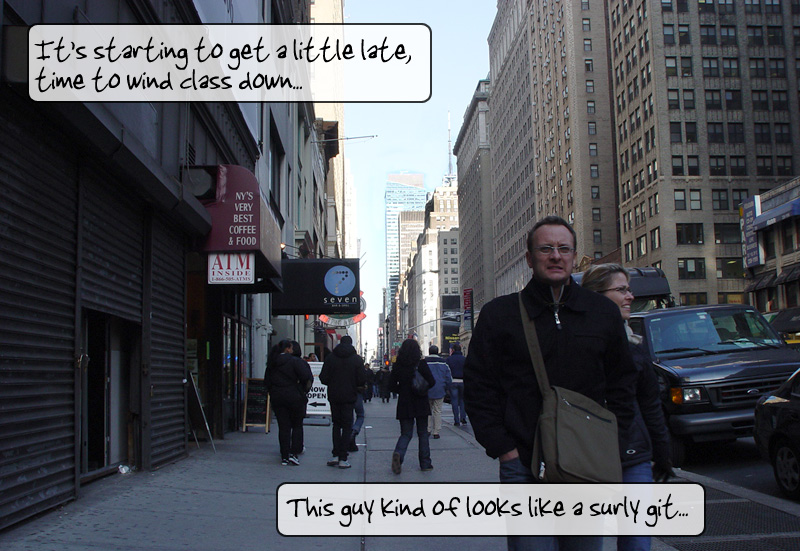 It's starting to get a little late,
time to wind class down...
NY'S
VERY
BEST
COFFEE
& FOOD
ATM
INSIDE
seven
NOW
OPEN
This guy kind of looks like a surly git...